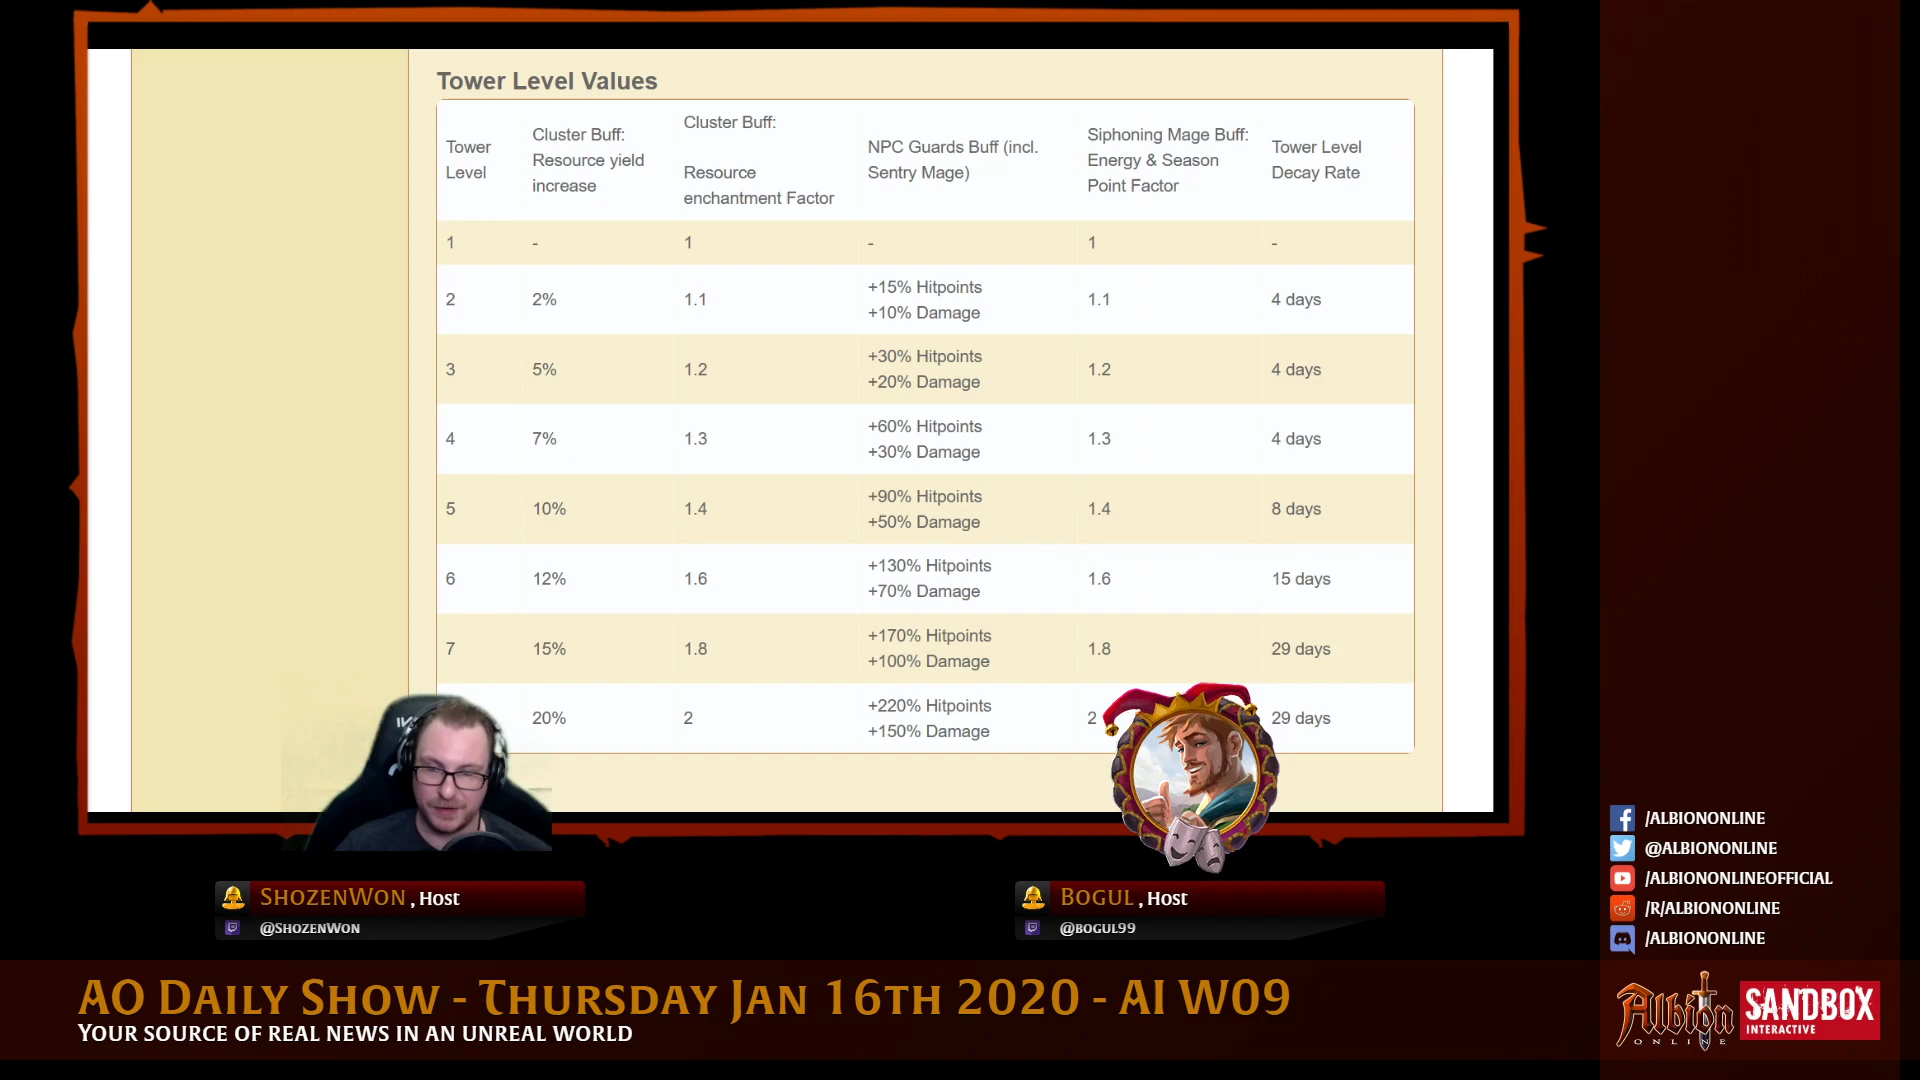 Tower Level Values
Tower Level
Cluster Buff: Resource yield increase
Cluster Buff: Resource enchantment Factor
NPC Guards Buff (incl. Sentry Mage)
Siphoning Mage Buff: Energy & Season Point Factor
Tower Level Decay Rate
1 - 1 - 1 -
2 2% 1.1 +15% Hitpoints +10% Damage 1.1 4 days
3 5% 1.2 +30% Hitpoints +20% Damage 1.2 4 days
4 7% 1.3 +60% Hitpoints +30% Damage 1.3 4 days
5 10% 1.4 +90% Hitpoints +50% Damage 1.4 8 days
6 12% 1.6 +130% Hitpoints +70% Damage 1.6 15 days
7 15% 1.8 +170% Hitpoints +100% Damage 1.8 29 days
20% 2 +220% Hitpoints +150% Damage 2 29 days
ShozenWon, Host
@ShozenWon
Bogul, Host
@bogul99
/ALBIONONLINE
@ALBIONONLINE
/ALBIONONLINEOFFICIAL
/R/ALBIONONLINE
/ALBIONONLINE
AO Daily Show - Thursday Jan 16th 2020 - AI W09
Your source of real news in an unreal world
Albion
ONLINE
SANDBOX
INTERACTIVE